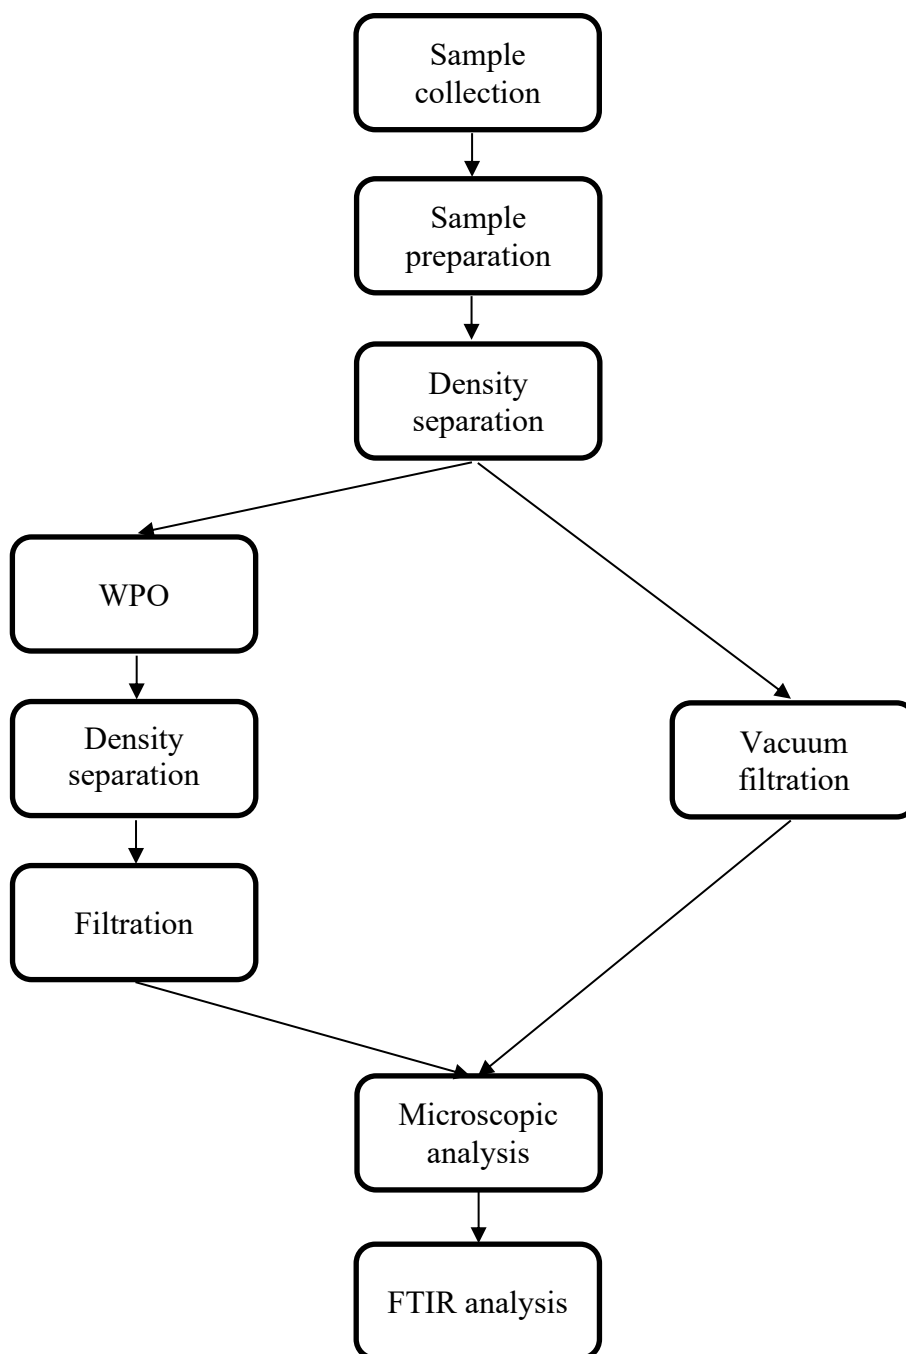 Sample
collection
Sample
preparation
Density
separation
WPO
Density
separation
Vacuum
filtration
Filtration
Microscopic
analysis
FTIR analysis